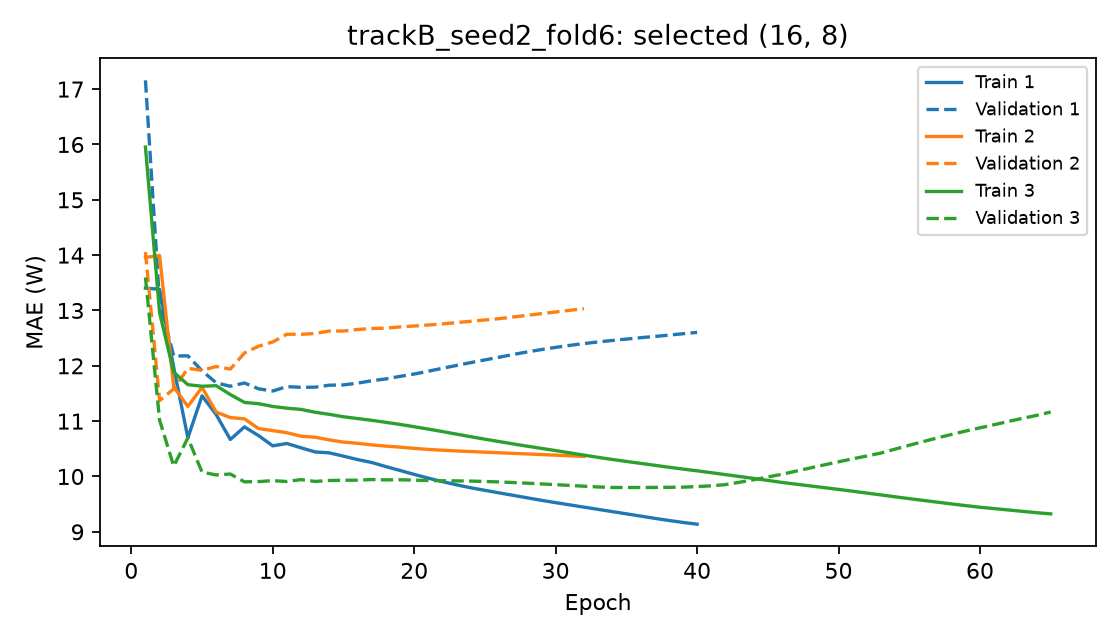 trackB_seed2_fold6: selected (16, 8)
Train 1
Validation 1
Train 2
Validation 2
Train 3
Validation 3
MAE (W)
17
16
15
14
13
12
11
10
9
0 10 20 30 40 50 60
Epoch